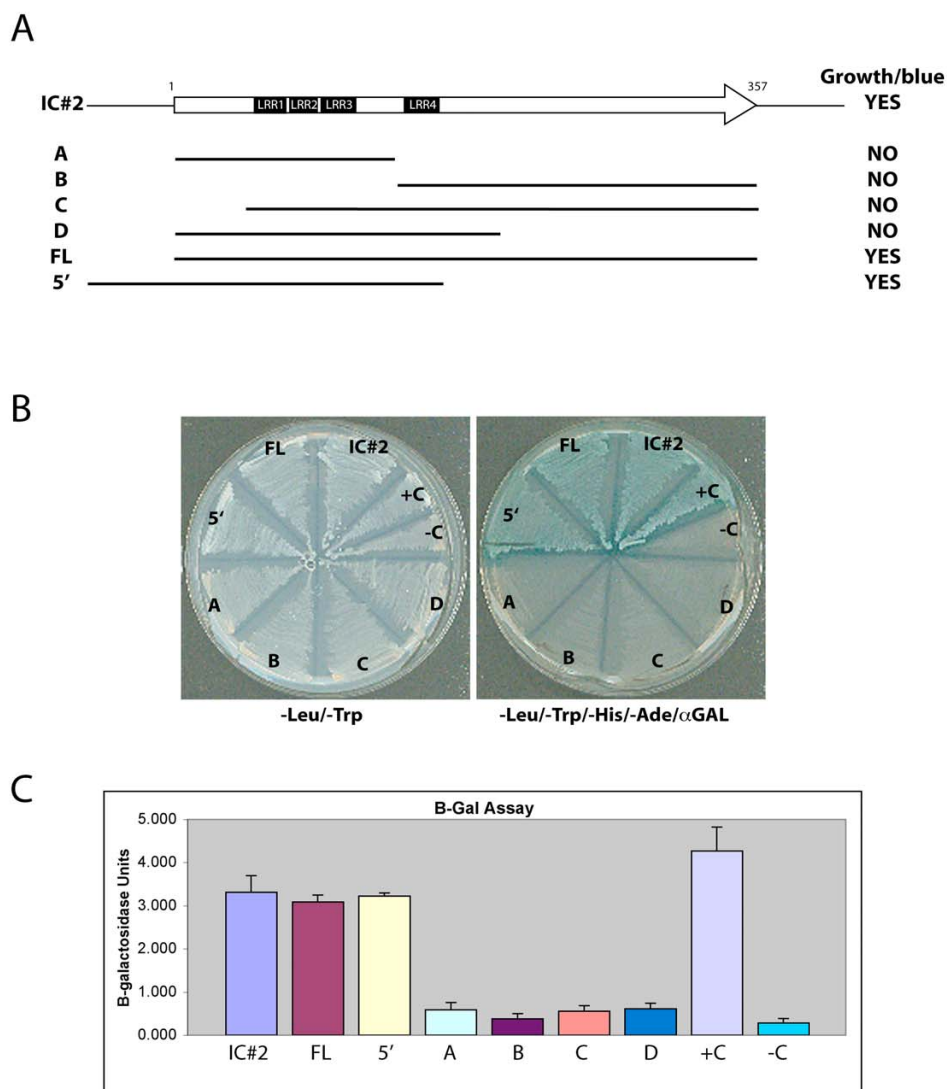 A
1
357
Growth/blue
IC#2
LRR1 LRR2 LRR3 LRR4
YES
A NO
B NO
C NO
D NO
FL YES
5' YES
B
FL IC#2 +C -C D C B A 5'
FL IC#2 +C -C D C B A 5'
-Leu/-Trp
-Leu/-Trp/-His/-Ade/αGAL
C
B-Gal Assay
B-galactosidase Units
5.000
4.000
3.000
2.000
1.000
0.000
IC#2 FL 5' A B C D +C -C